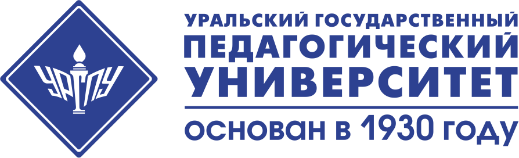 УрГПУ
УРАЛЬСКИЙ ГОСУДАРСТВЕННЫЙ
ПЕДАГОГИЧЕСКИЙ
УНИВЕРСИТЕТ
ОСНОВАН В 1930 ГОДУ